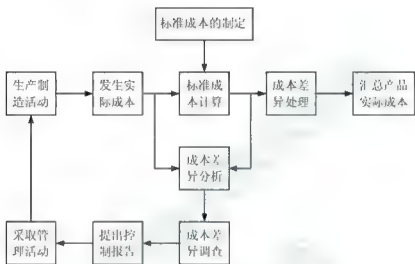 标准成本的制定
生产制
造活动
发生实
际成本
标准成
本计算
成本差
异处理
汇总产品
实际成本
成本差
异分析
采取管
理活动
提出控
制报告
成本差
异调查